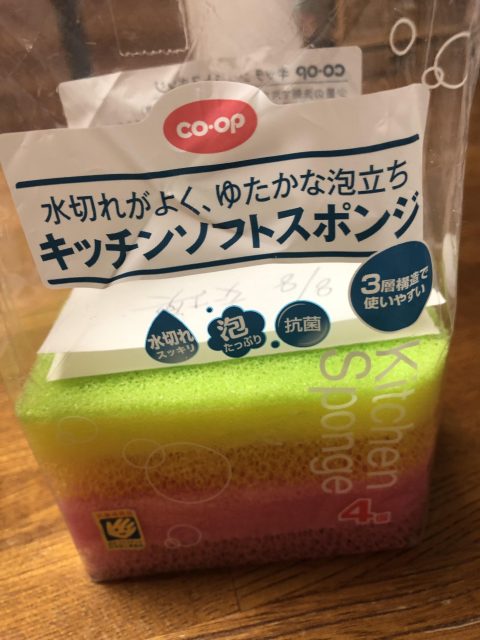 co・op
水切れがよく、ゆたかな泡立ち
キッチンソフトスポンジ
3層構造で
使いやすい
水切れ
スッキリ
泡
たっぷり
抗菌
8/8
Kitchen
Sponge
4個